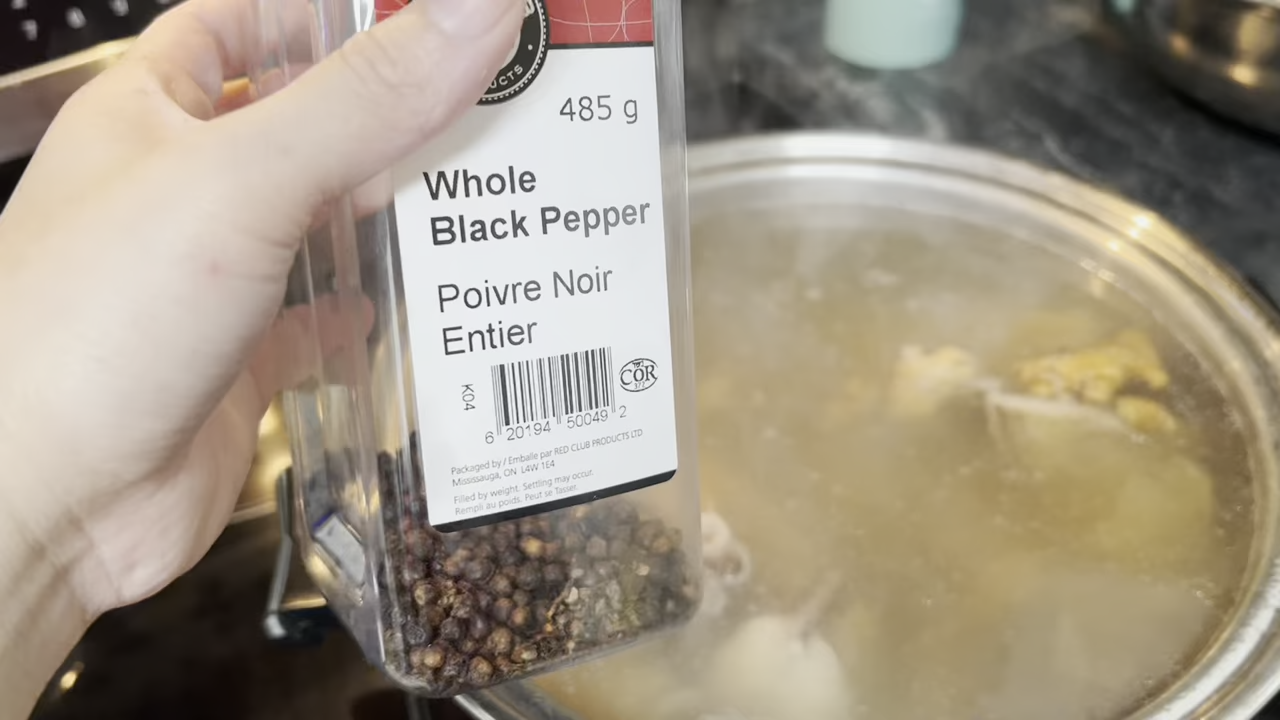 UCTS
485 g
Whole
Black Pepper
Poivre Noir
Entier
K04
COR
6 20194 50049 2
Packaged by / Emballe par RED CLUB PRODUCTS LTD
Mississauga, ON L4W 1E4
Filled by weight. Settling may occur.
Rempli au poids. Peut se Tasser.